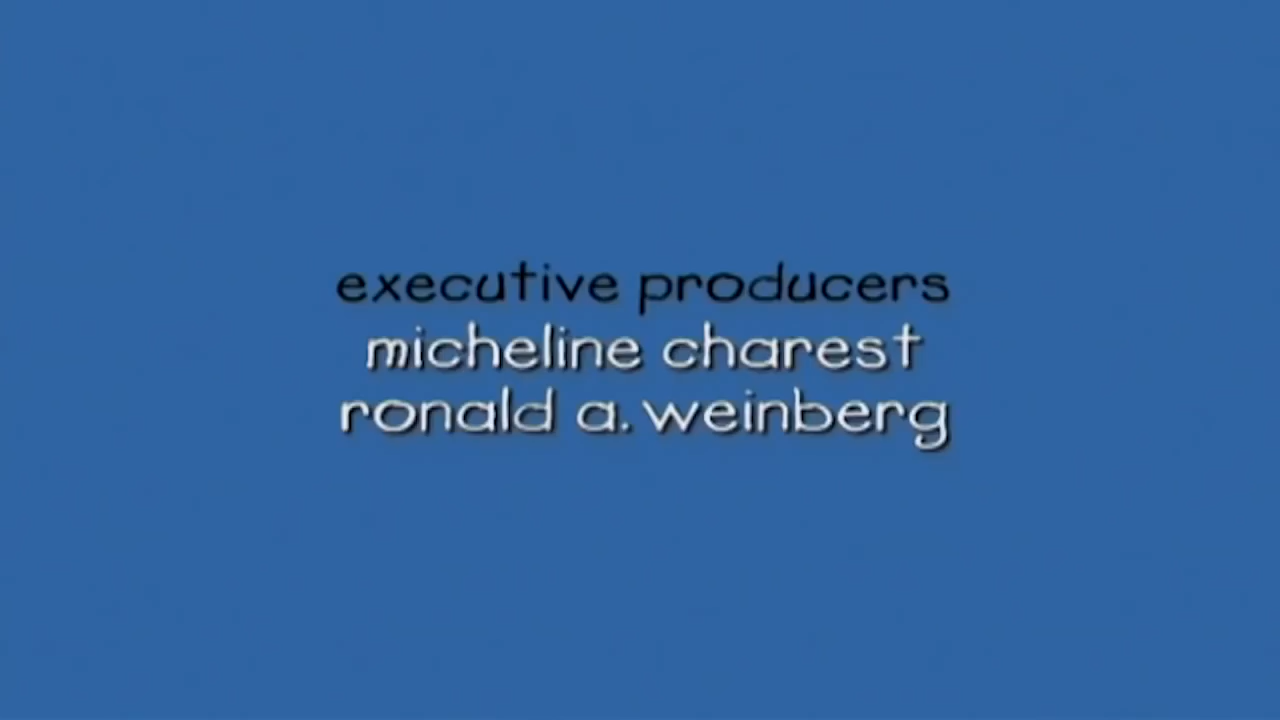 executive producers
micheline charest
ronald a. weinberg